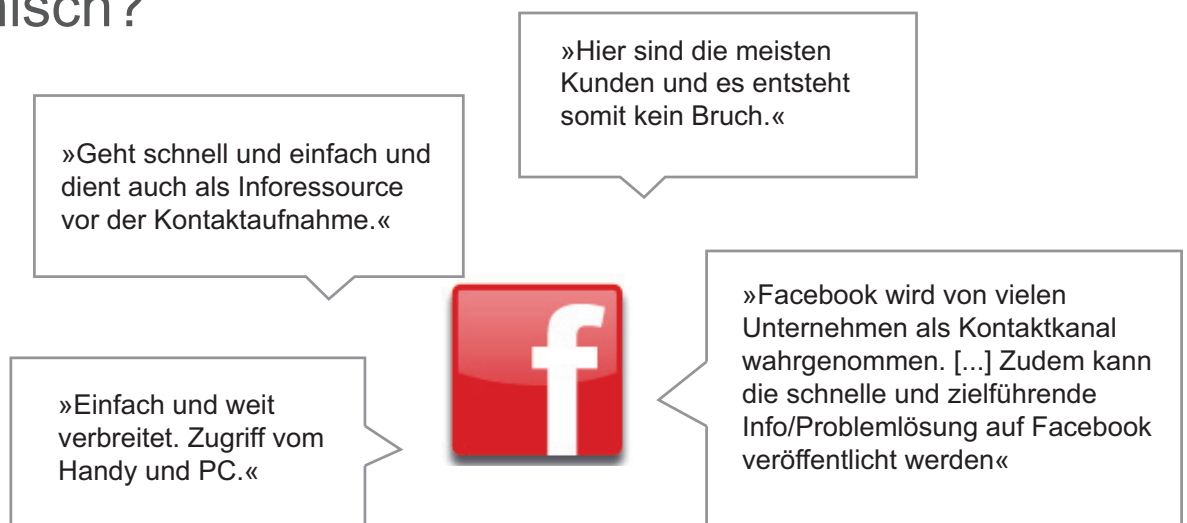 nisch?
»Hier sind die meisten
Kunden und es entsteht
somit kein Bruch.«
»Geht schnell und einfach und
dient auch als Inforessource
vor der Kontaktaufnahme.«
f
»Facebook wird von vielen
Unternehmen als Kontaktkanal
wahrgenommen. [...] Zudem kann
die schnelle und zielführende
Info/Problemlösung auf Facebook
veröffentlicht werden«
»Einfach und weit
verbreitet. Zugriff vom
Handy und PC.«